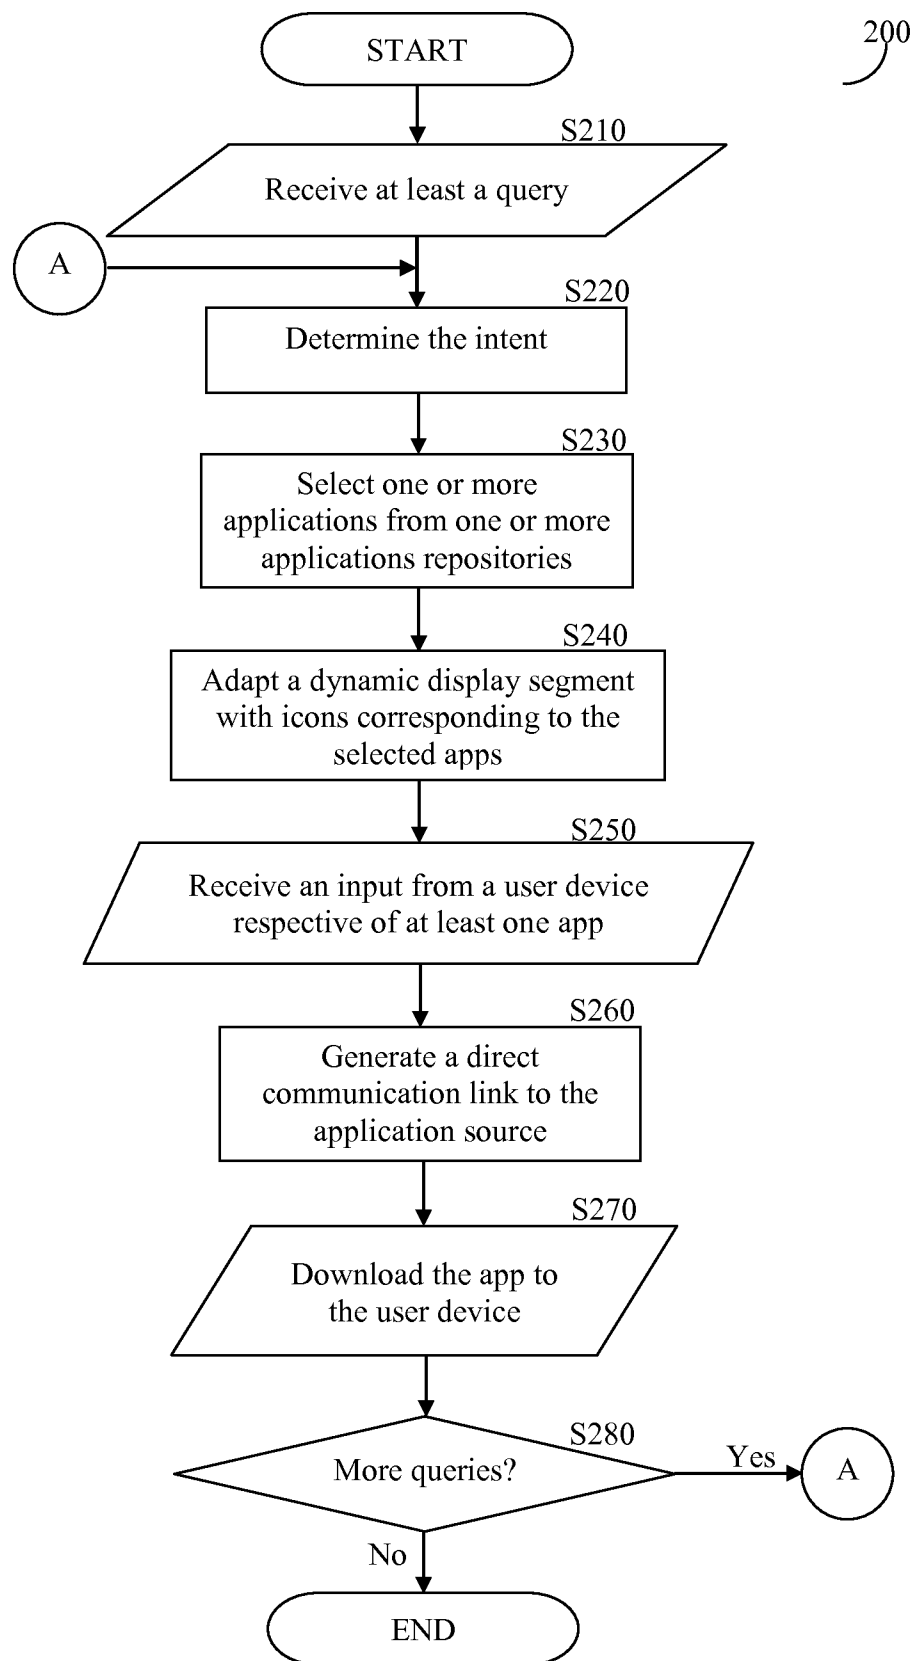 START
200
S210
Receive at least a query
A
S220
Determine the intent
S230
Select one or more
applications from one or more
applications repositories
S240
Adapt a dynamic display segment
with icons corresponding to the
selected apps
S250
Receive an input from a user device
respective of at least one app
S260
Generate a direct
communication link to the
application source
S270
Download the app to
the user device
S280
More queries?
Yes
A
No
END